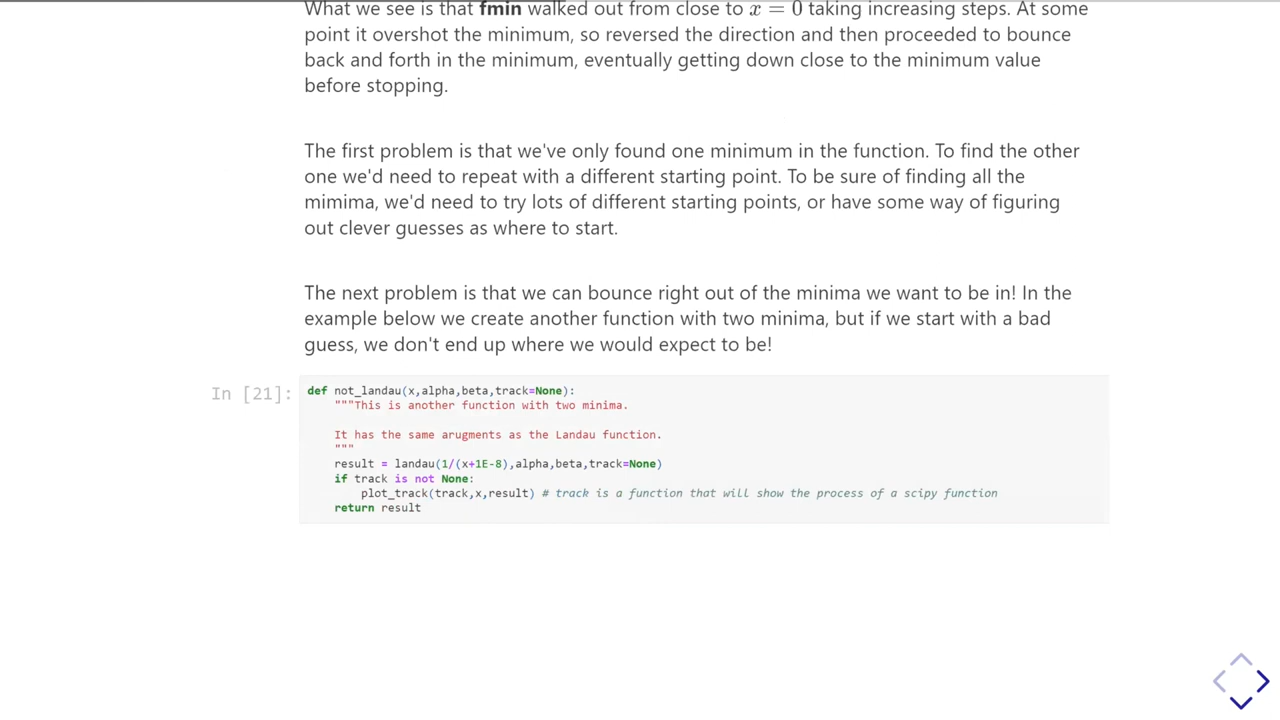 What we see is that fmin walked out from close to x = 0 taking increasing steps. At some
point it overshot the minimum, so reversed the direction and then proceeded to bounce
back and forth in the minimum, eventually getting down close to the minimum value
before stopping.
The first problem is that we've only found one minimum in the function. To find the other
one we'd need to repeat with a different starting point. To be sure of finding all the
mimima, we'd need to try lots of different starting points, or have some way of figuring
out clever guesses as where to start.
The next problem is that we can bounce right out of the minima we want to be in! In the
example below we create another function with two minima, but if we start with a bad
guess, we don't end up where we would expect to be!
In [21]:
def not_landau(x,alpha,beta,track=None):
"""This is another function with two minima.
It has the same arugments as the Landau function.
"""
result = landau(1/(x+1E-8),alpha,beta,track=None)
if track is not None:
plot_track(track,x,result) # track is a function that will show the process of a scipy function
return result